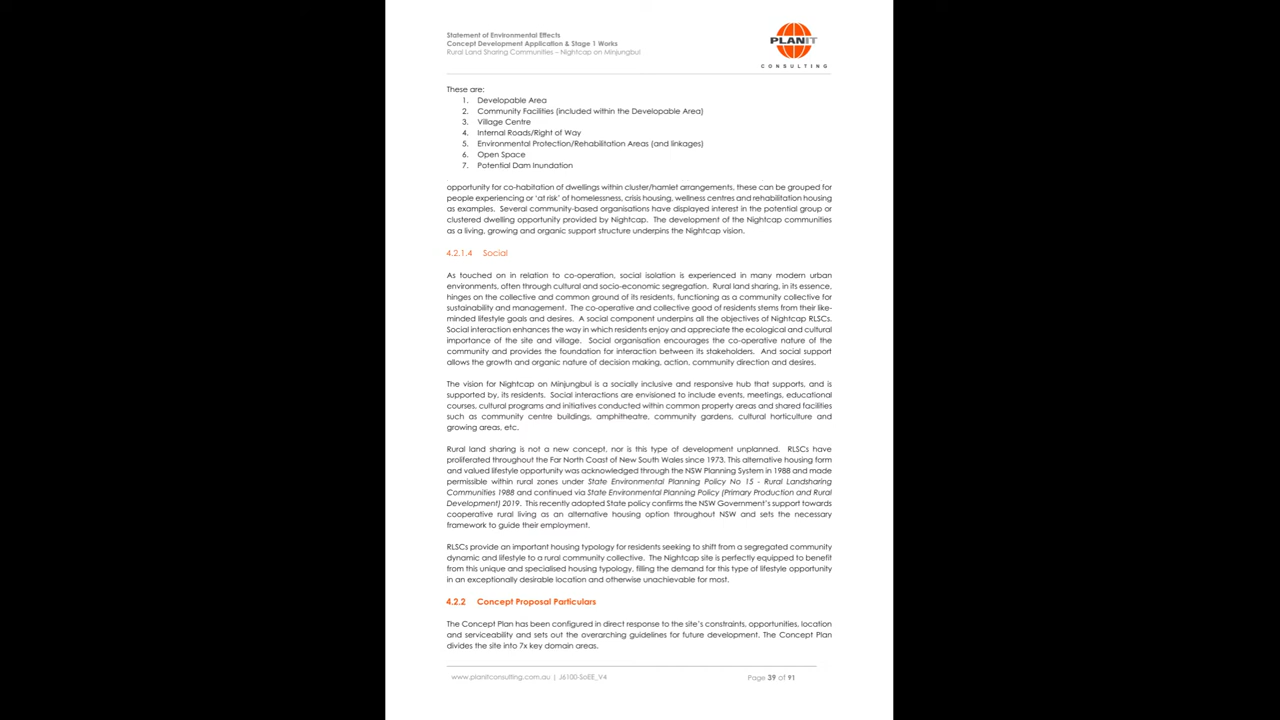 Statement of Environmental Effects
Concept Development Application & Stage 1 Works
Rural Land Sharing Communities – Nightcap on Minjungbul
PLANIT
CONSULTING
These are:
1. Developable Area
2. Community Facilities (included within the Developable Area)
3. Village Centre
4. Internal Roads/Right of Way
5. Environmental Protection/Rehabilitation Areas (and linkages)
6. Open Space
7. Potential Dam Inundation
opportunity for co-habitation of dwellings within cluster/hamlet arrangements, these can be grouped for
people experiencing or 'at risk' of homelessness, crisis housing, wellness centres and rehabilitation housing
as examples. Several community-based organisations have displayed interest in the potential group or
clustered dwelling opportunity provided by Nightcap. The development of the Nightcap communities
as a living, growing and organic support structure underpins the Nightcap vision.
4.2.1.4 Social
As touched on in relation to co-operation, social isolation is experienced in many modern urban
environments, often through cultural and socio-economic segregation. Rural land sharing, in its essence,
hinges on the collective and common ground of its residents, functioning as a community collective for
sustainability and management. The co-operative and collective good of residents stems from their like-
minded lifestyle goals and desires. A social component underpins all the objectives of Nightcap RLSCs.
Social interaction enhances the way in which residents enjoy and appreciate the ecological and cultural
importance of the site and village. Social organisation encourages the co-operative nature of the
community and provides the foundation for interaction between its stakeholders. And social support
allows the growth and organic nature of decision making, action, community direction and desires.
The vision for Nightcap on Minjungbul is a socially inclusive and responsive hub that supports, and is
supported by, its residents. Social interactions are envisioned to include events, meetings, educational
courses, cultural programs and initiatives conducted within common property areas and shared facilities
such as community centre buildings, amphitheatre, community gardens, cultural horticulture and
growing areas, etc.
Rural land sharing is not a new concept, nor is this type of development unplanned. RLSCs have
proliferated throughout the Far North Coast of New South Wales since 1973. This alternative housing form
and valued lifestyle opportunity was acknowledged through the NSW Planning System in 1988 and made
permissible within rural zones under State Environmental Planning Policy No 15 - Rural Landsharing
Communities 1988 and continued via State Environmental Planning Policy (Primary Production and Rural
Development) 2019. This recently adopted State policy confirms the NSW Government's support towards
cooperative rural living as an alternative housing option throughout NSW and sets the necessary
framework to guide their employment.
RLSCs provide an important housing typology for residents seeking to shift from a segregated community
dynamic and lifestyle to a rural community collective. The Nightcap site is perfectly equipped to benefit
from this unique and specialised housing typology, filling the demand for this type of lifestyle opportunity
in an exceptionally desirable location and otherwise unachievable for most.
4.2.2 Concept Proposal Particulars
The Concept Plan has been configured in direct response to the site's constraints, opportunities, location
and serviceability and sets out the overarching guidelines for future development. The Concept Plan
divides the site into 7x key domain areas.
www.planitconsulting.com.au | J6100-SoEE_V4
Page 39 of 91